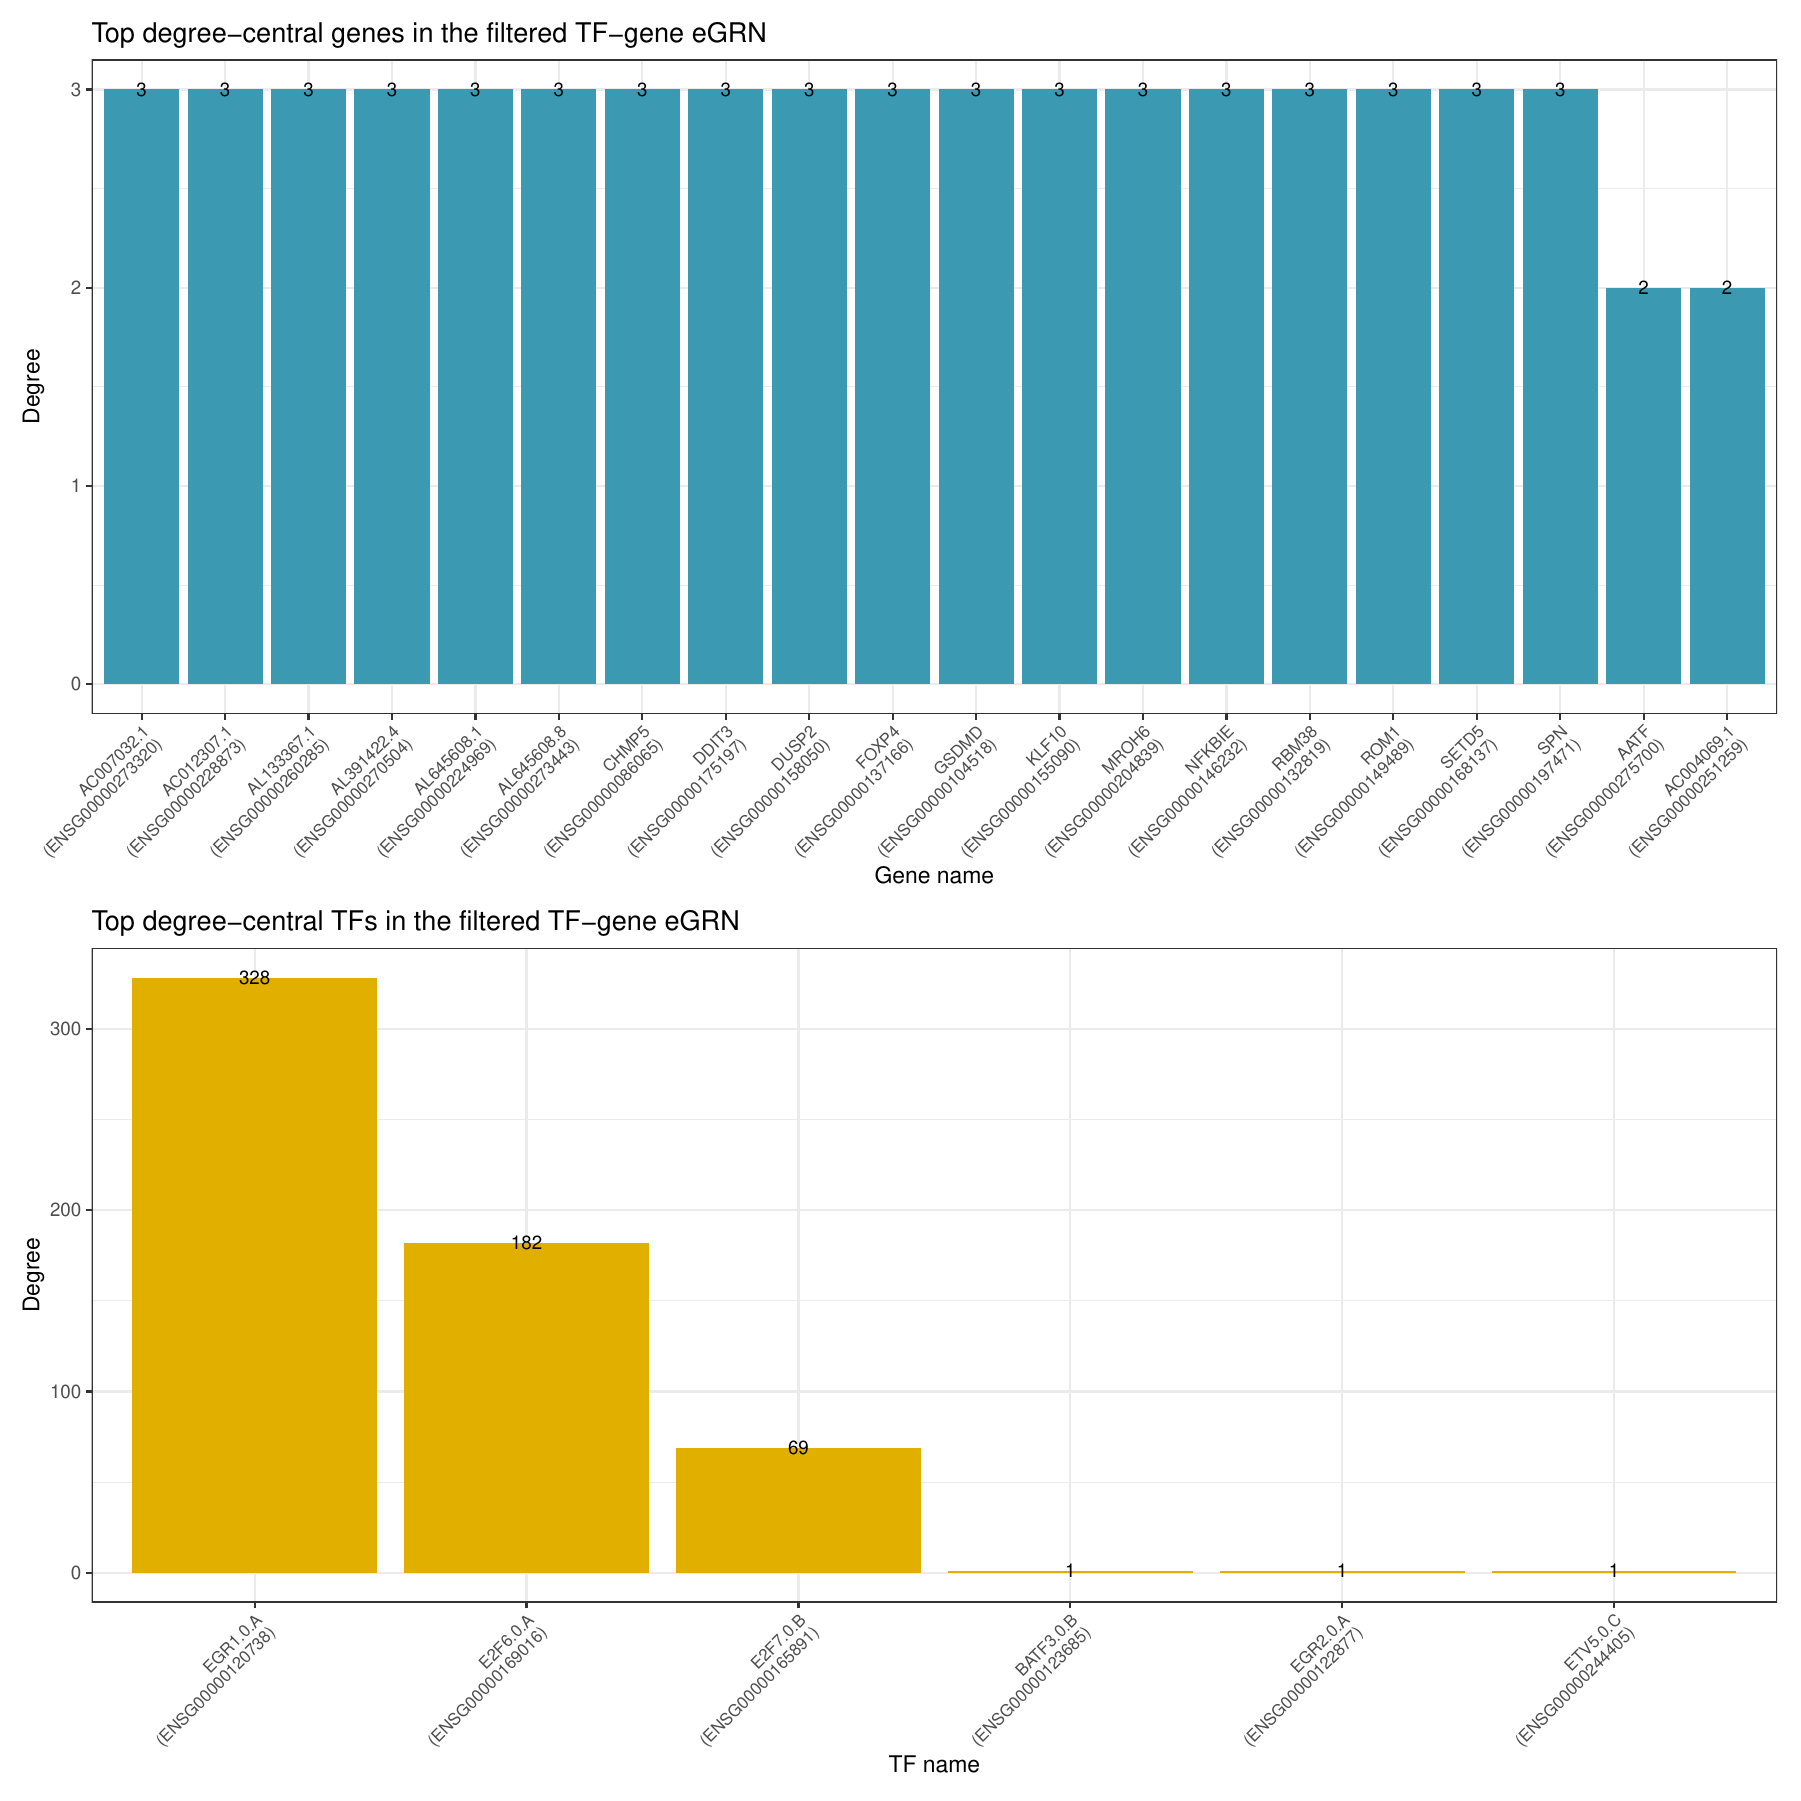 Top degree−central genes in the filtered TF−gene eGRN
3
2
1
0
Degree
3 3 3 3 3 3 3 3 3 3 3 3 3 3 3 3 3 3 2 2
AC007032.1
(ENSG00000273320)
AC012307.1
(ENSG00000228873)
AL133367.1
(ENSG00000260285)
AL391422.4
(ENSG00000270504)
AL645608.1
(ENSG00000224969)
AL645608.8
(ENSG00000273443)
CHMP5
(ENSG00000086065)
DDIT3
(ENSG00000175197)
DUSP2
(ENSG00000158050)
FOXP4
(ENSG00000137166)
GSDMD
(ENSG00000104518)
KLF10
(ENSG00000155090)
MROH6
(ENSG00000204839)
NFKBIE
(ENSG00000146232)
RBM38
(ENSG00000132819)
ROM1
(ENSG00000149489)
SETD5
(ENSG00000168137)
SPN
(ENSG00000197471)
AATF
(ENSG00000275700)
AC004069.1
(ENSG00000251259)
Gene name
Top degree−central TFs in the filtered TF−gene eGRN
300
200
100
0
Degree
328
182
69
1
1
1
EGR1.0.A
(ENSG00000120738)
E2F6.0.A
(ENSG00000169016)
E2F7.0.B
(ENSG00000165891)
BATF3.0.B
(ENSG00000123685)
EGR2.0.A
(ENSG00000122877)
ETV5.0.C
(ENSG00000244405)
TF name